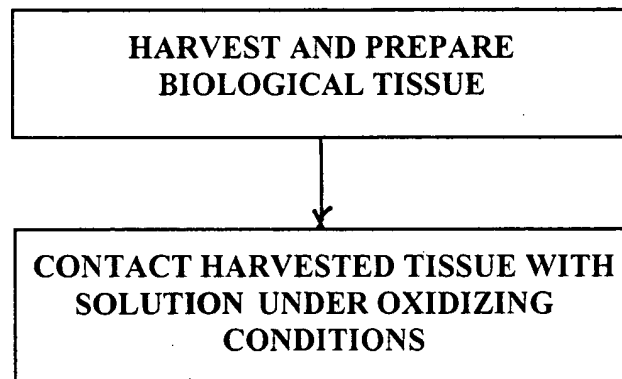 HARVEST AND PREPARE
BIOLOGICAL TISSUE
CONTACT HARVESTED TISSUE WITH
SOLUTION UNDER OXIDIZING
CONDITIONS